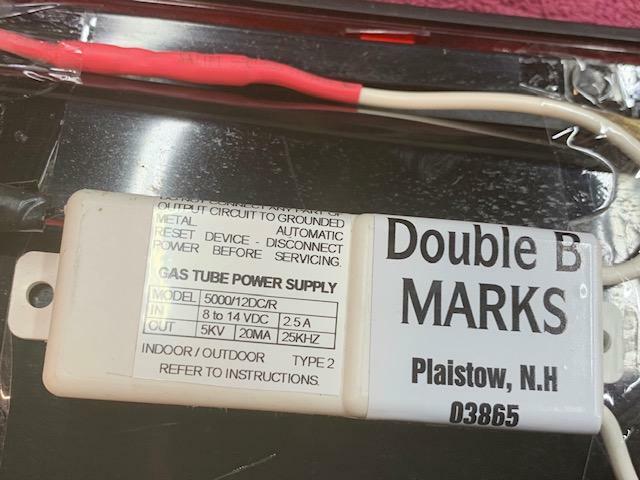 OUTPUT CIRCUIT TO GROUNDED
METAL AUTOMATIC
RESET DEVICE - DISCONNECT
POWER BEFORE SERVICING.
GAS TUBE POWER SUPPLY
MODEL 5000/12DC/R
IN 8 to 14 VDC 2.5 A
OUT 5KV 20MA 25KHZ
INDOOR / OUTDOOR TYPE 2
REFER TO INSTRUCTIONS.
Double B
MARKS
Plaistow, N.H
03865